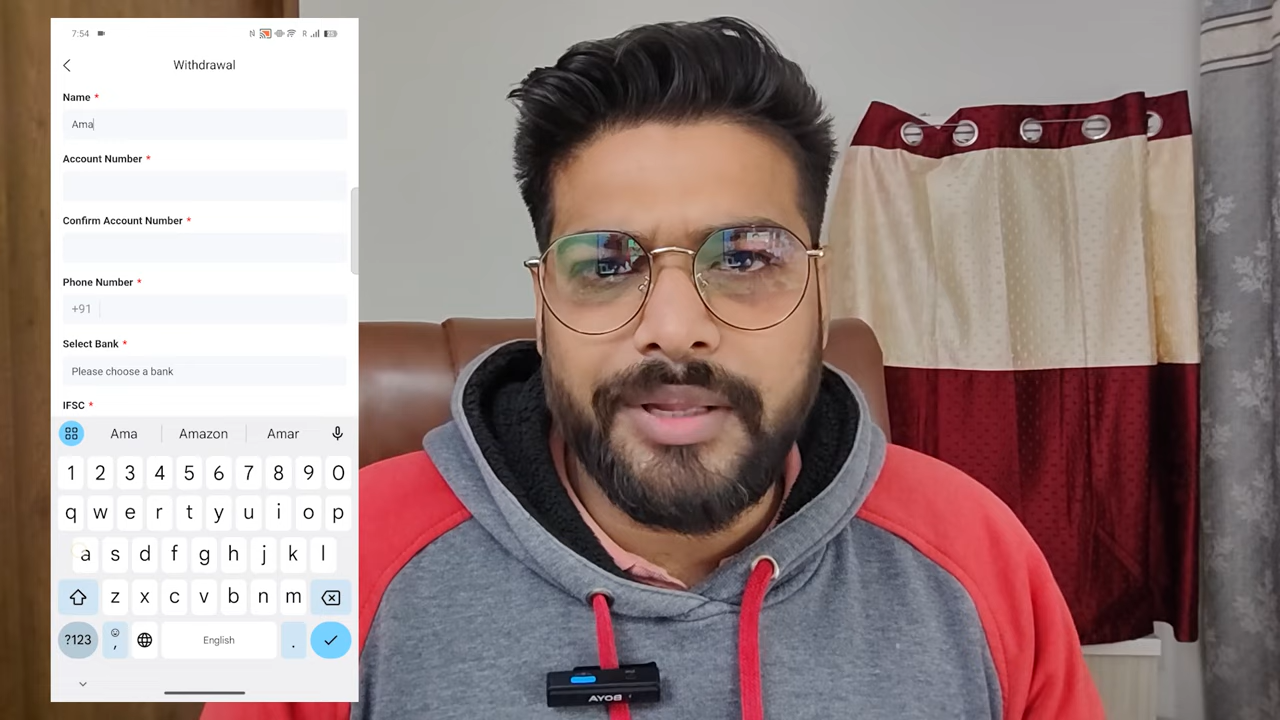 7:54
R
Withdrawal
Name *
Ama
Account Number *
Confirm Account Number *
Phone Number *
+91
Select Bank *
Please choose a bank
IFSC *
Ama Amazon Amar
1 2 3 4 5 6 7 8 9 0
q w e r t y u i o p
a s d f g h j k l
z x c v b n m
?123 , English .
AYOB